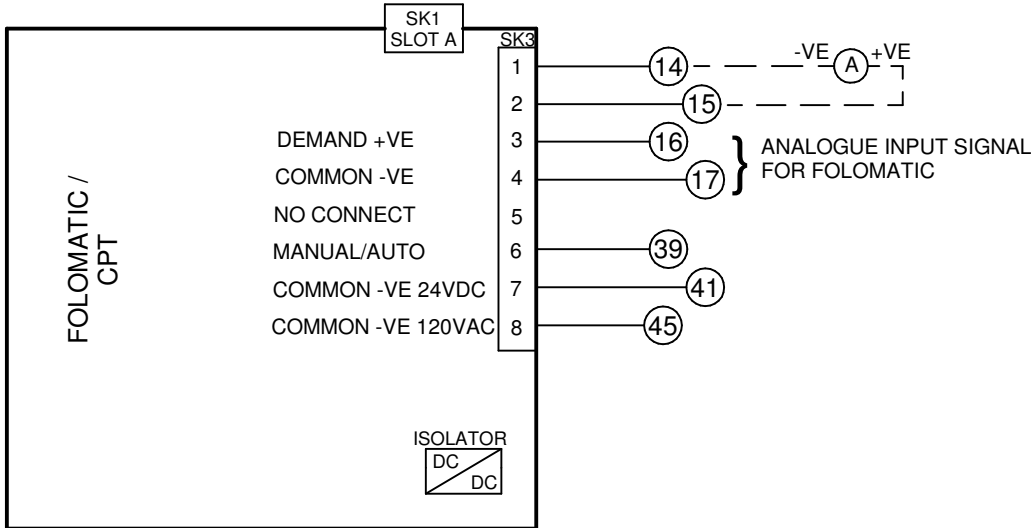 SK1
SLOT A
SK3
1
14
-VE
A
+VE
2
15
DEMAND +VE
3
16
COMMON -VE
4
17
}
ANALOGUE INPUT SIGNAL
FOR FOLOMATIC
NO CONNECT
5
MANUAL/AUTO
6
39
COMMON -VE 24VDC
7
41
COMMON -VE 120VAC
8
45
FOLOMATIC /
CPT
ISOLATOR
DC
DC